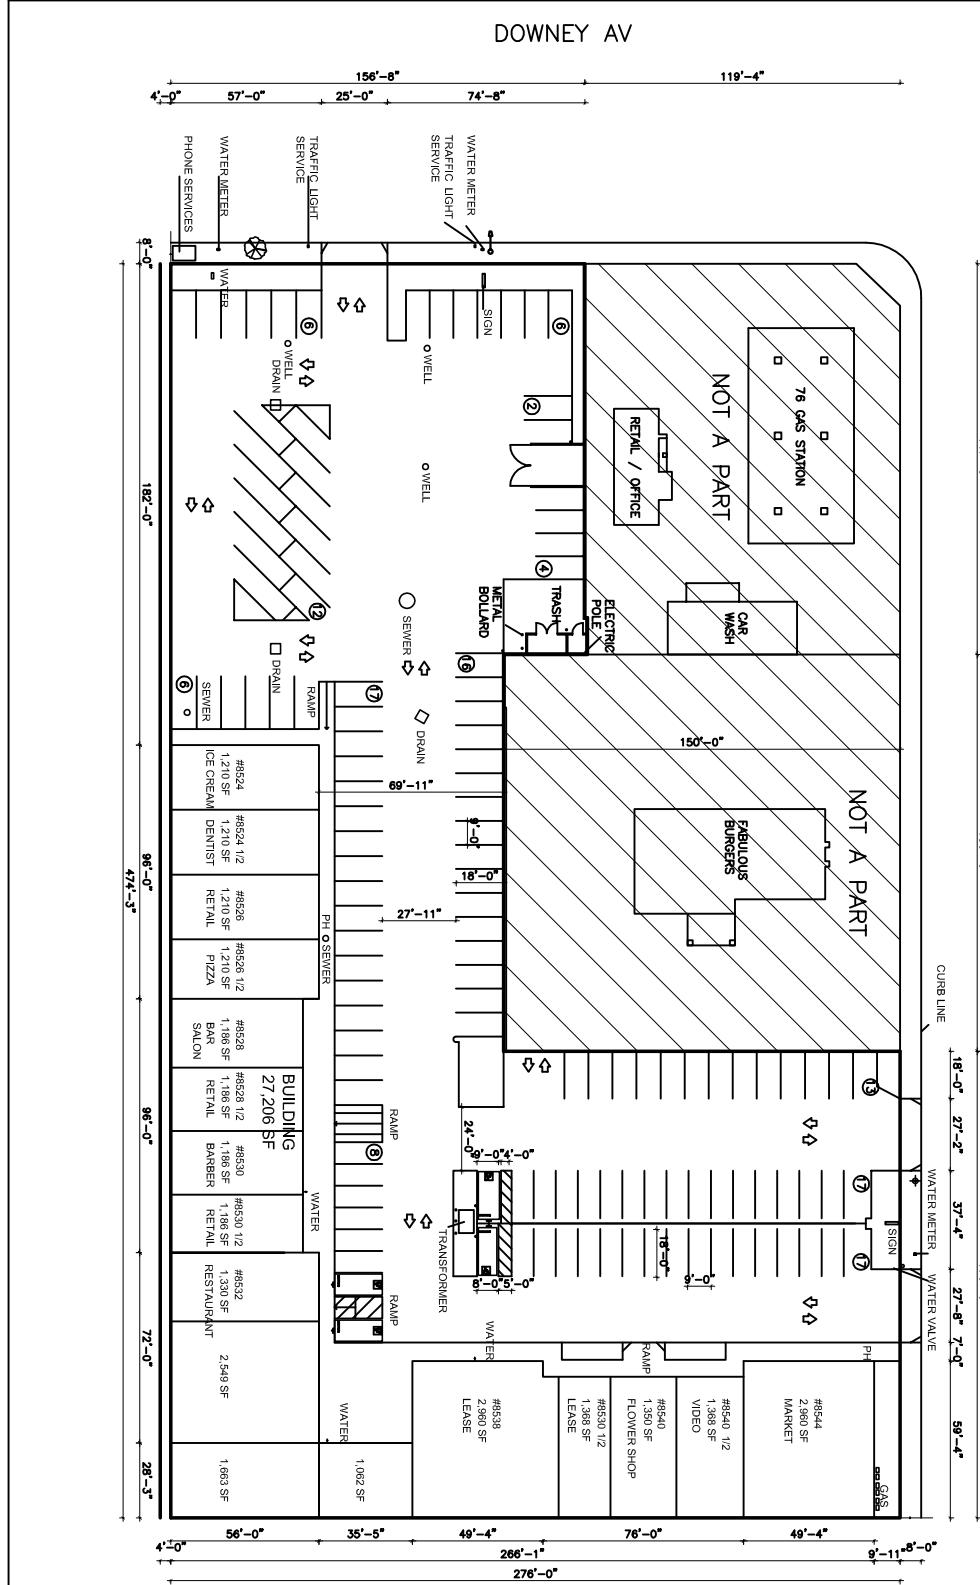 DOWNEY AV
156'-8"
119'-4"
4'-0"
57'-0"
25'-0"
74'-8"
PHONE SERVICES
WATER METER
TRAFFIC LIGHT
SERVICE
WATER METER
TRAFFIC LIGHT
SERVICE
8'-0"
WATER
SIGN
6
6
WELL
WELL
DRAIN
2
WELL
NOT A PART
76 GAS STATION
RETAIL / OFFICE
182'-0"
4
12
TRASH
METAL
BOLLARD
ELECTRIC
POLE
CAR
WASH
SEWER
DRAIN
16
6
SEWER
RAMP
17
DRAIN
150'-0"
69'-11"
9'-0"
18'-0"
27'-11"
NOT A PART
FABULOUS
BURGERS
#8524
1,210 SF
ICE CREAM
#8524 1/2
1,210 SF
DENTIST
96'-0"
474'-3"
#8526
1,210 SF
RETAIL
#8526 1/2
1,210 SF
PIZZA
PH
SEWER
CURB LINE
#8528
1,186 SF
BAR
SALON
#8528 1/2
1,186 SF
RETAIL
BUILDING
27,206 SF
96'-0"
#8530
1,186 SF
BARBER
#8530 1/2
1,186 SF
RETAIL
WATER
RAMP
8
24'-0"
9'-0"
4'-0"
13
18'-0"
27'-2"
17
WATER METER
37'-4"
SIGN
17
18'-0"
9'-0"
TRANSFORMER
8'-0"
5'-0"
WATER VALVE
27'-8"
7'-0"
#8532
1,330 SF
RESTAURANT
RAMP
WATER
RAMP
PH
72'-0"
2,549 SF
WATER
#8538
2,960 SF
LEASE
#8530 1/2
1,368 SF
LEASE
#8540
1,350 SF
FLOWER SHOP
#8540 1/2
1,368 SF
VIDEO
#8544
2,960 SF
MARKET
59'-4"
GAS
28'-3"
1,663 SF
1,062 SF
4'-0"
56'-0"
35'-5"
49'-4"
76'-0"
49'-4"
9'-11"
8'-0"
266'-1"
276'-0"